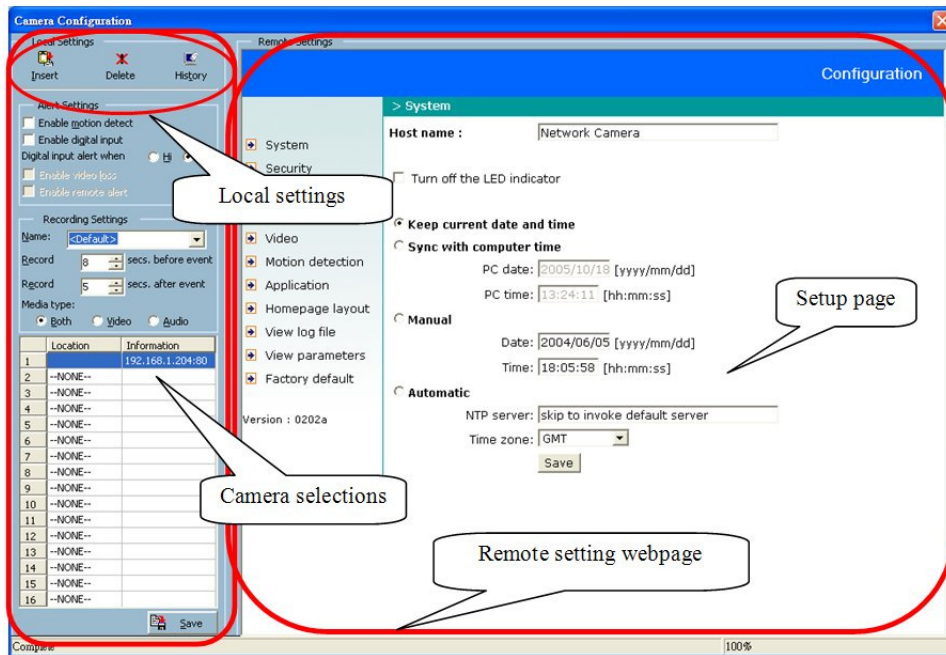 Camera Configuration
Local Settings
Insert
Delete
History
Alert Settings
Enable motion detect
Enable digital input
Digital input alert when
Hi
Enable video loss
Enable remote alert
Recording Settings
Name:
<Default>
Record
8
secs. before event
Record
5
secs. after event
Media type:
Both
Video
Audio
Location
Information
1
192.168.1.204:80
2 --NONE--
3 --NONE--
4 --NONE--
5 --NONE--
6 --NONE--
7 --NONE--
8 --NONE--
9 --NONE--
10 --NONE--
11 --NONE--
12 --NONE--
13 --NONE--
14 --NONE--
15 --NONE--
16 --NONE--
Save
Complete
Remote Settings
Configuration
System
Security
Video
Motion detection
Application
Homepage layout
View log file
View parameters
Factory default
Version : 0202a
> System
Host name :
Network Camera
Turn off the LED indicator
Keep current date and time
Sync with computer time
PC date: 2005/10/18 [yyyy/mm/dd]
PC time: 13:24:11 [hh:mm:ss]
Manual
Date: 2004/06/05 [yyyy/mm/dd]
Time: 18:05:58 [hh:mm:ss]
Automatic
NTP server: skip to invoke default server
Time zone: GMT
Save
100%
Local settings
Setup page
Camera selections
Remote setting webpage